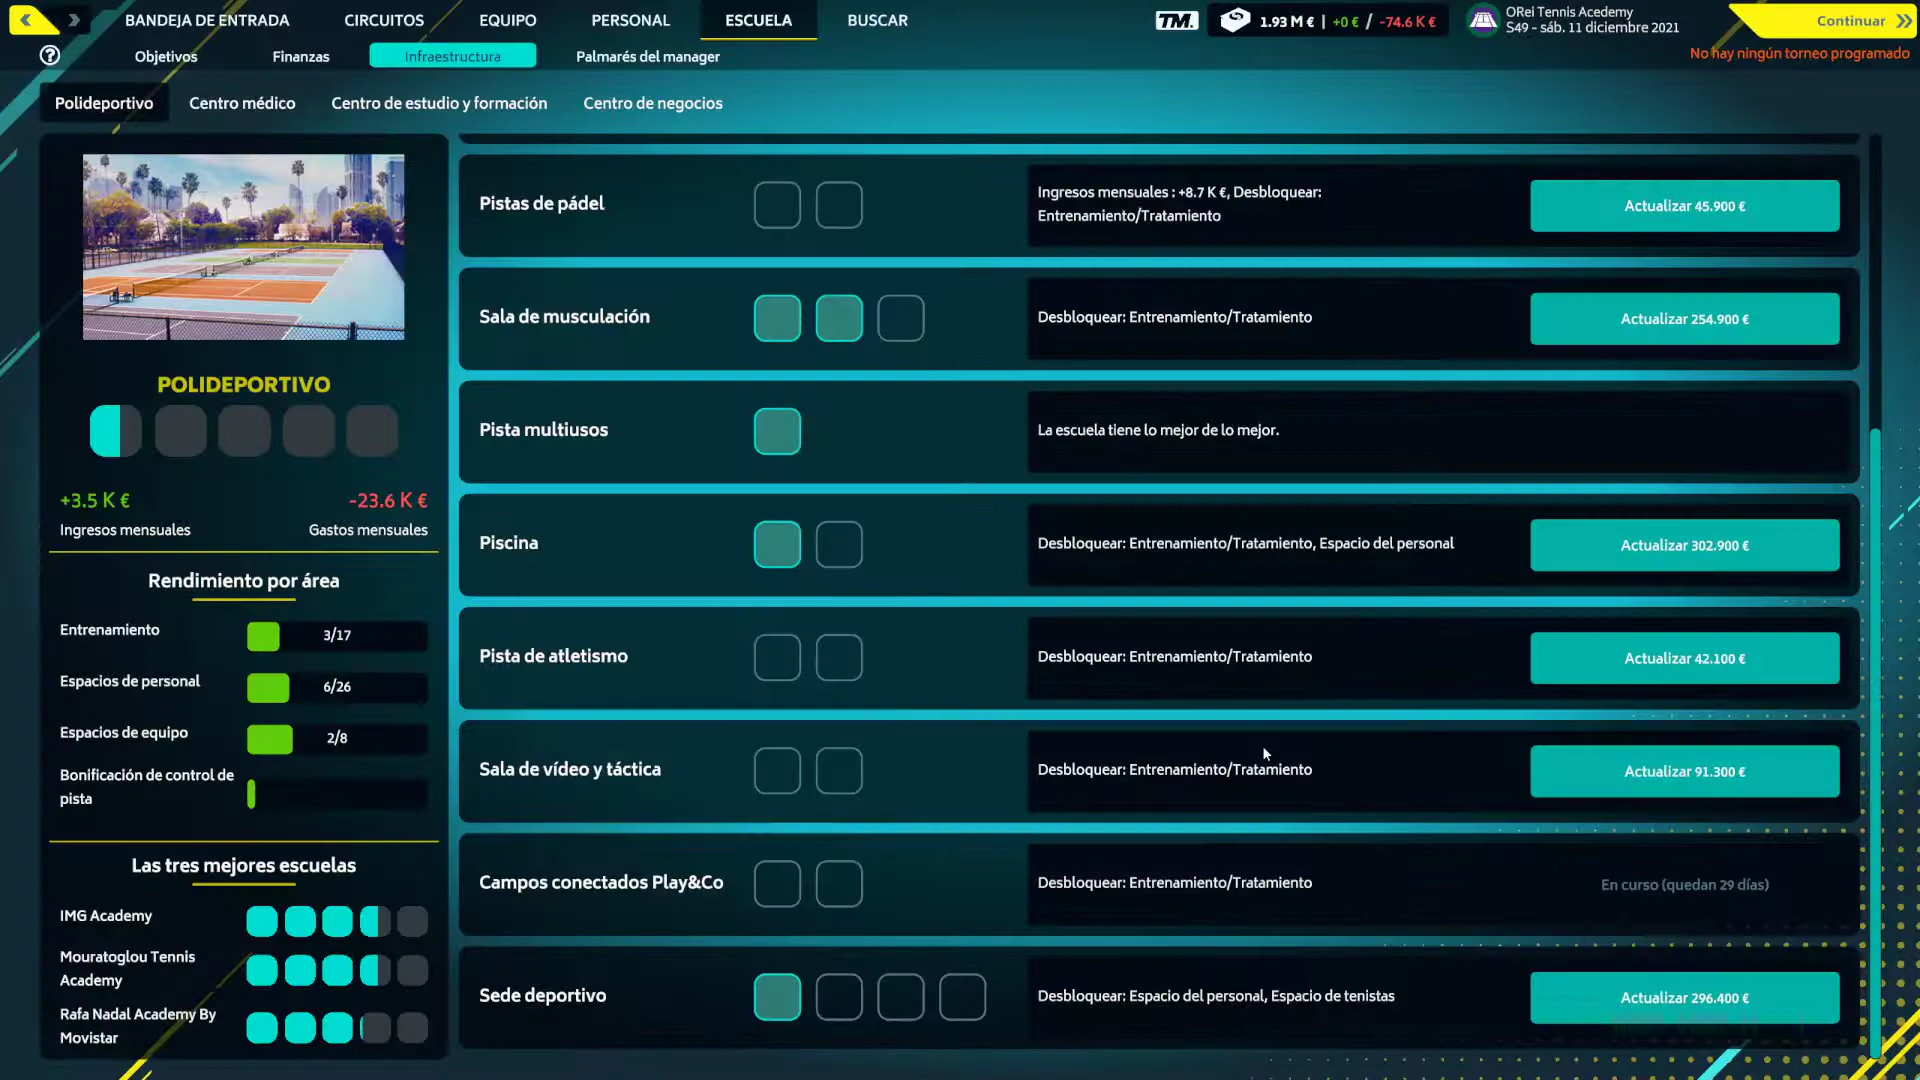 BANDEJA DE ENTRADA
CIRCUITOS
EQUIPO
PERSONAL
ESCUELA
BUSCAR
TM.
1.93 M € | +0 € / -74.6 K €
ORei Tennis Acedemy
S49 - sáb. 11 diciembre 2021
Continuar
No hay ningún torneo programado
Objetivos
Finanzas
Infraestructura
Palmarés del manager
Polideportivo
Centro médico
Centro de estudio y formación
Centro de negocios
POLIDEPORTIVO
+3.5 K €
-23.6 K €
Ingresos mensuales
Gastos mensuales
Rendimiento por área
Entrenamiento
3/17
Espacios de personal
6/26
Espacios de equipo
2/8
Bonificación de control de
pista
Las tres mejores escuelas
IMG Academy
Mouratoglou Tennis
Academy
Rafa Nadal Academy By
Movistar
Pistas de pádel
Ingresos mensuales : +8.7 K €, Desbloquear:
Entrenamiento/Tratamiento
Actualizar 45.900 €
Sala de musculación
Desbloquear: Entrenamiento/Tratamiento
Actualizar 254.900 €
Pista multiusos
La escuela tiene lo mejor de lo mejor.
Piscina
Desbloquear: Entrenamiento/Tratamiento, Espacio del personal
Actualizar 302.900 €
Pista de atletismo
Desbloquear: Entrenamiento/Tratamiento
Actualizar 42.100 €
Sala de vídeo y táctica
Desbloquear: Entrenamiento/Tratamiento
Actualizar 91.300 €
Campos conectados Play&Co
Desbloquear: Entrenamiento/Tratamiento
En curso (quedan 29 días)
Sede deportivo
Desbloquear: Espacio del personal, Espacio de tenistas
Actualizar 296.400 €